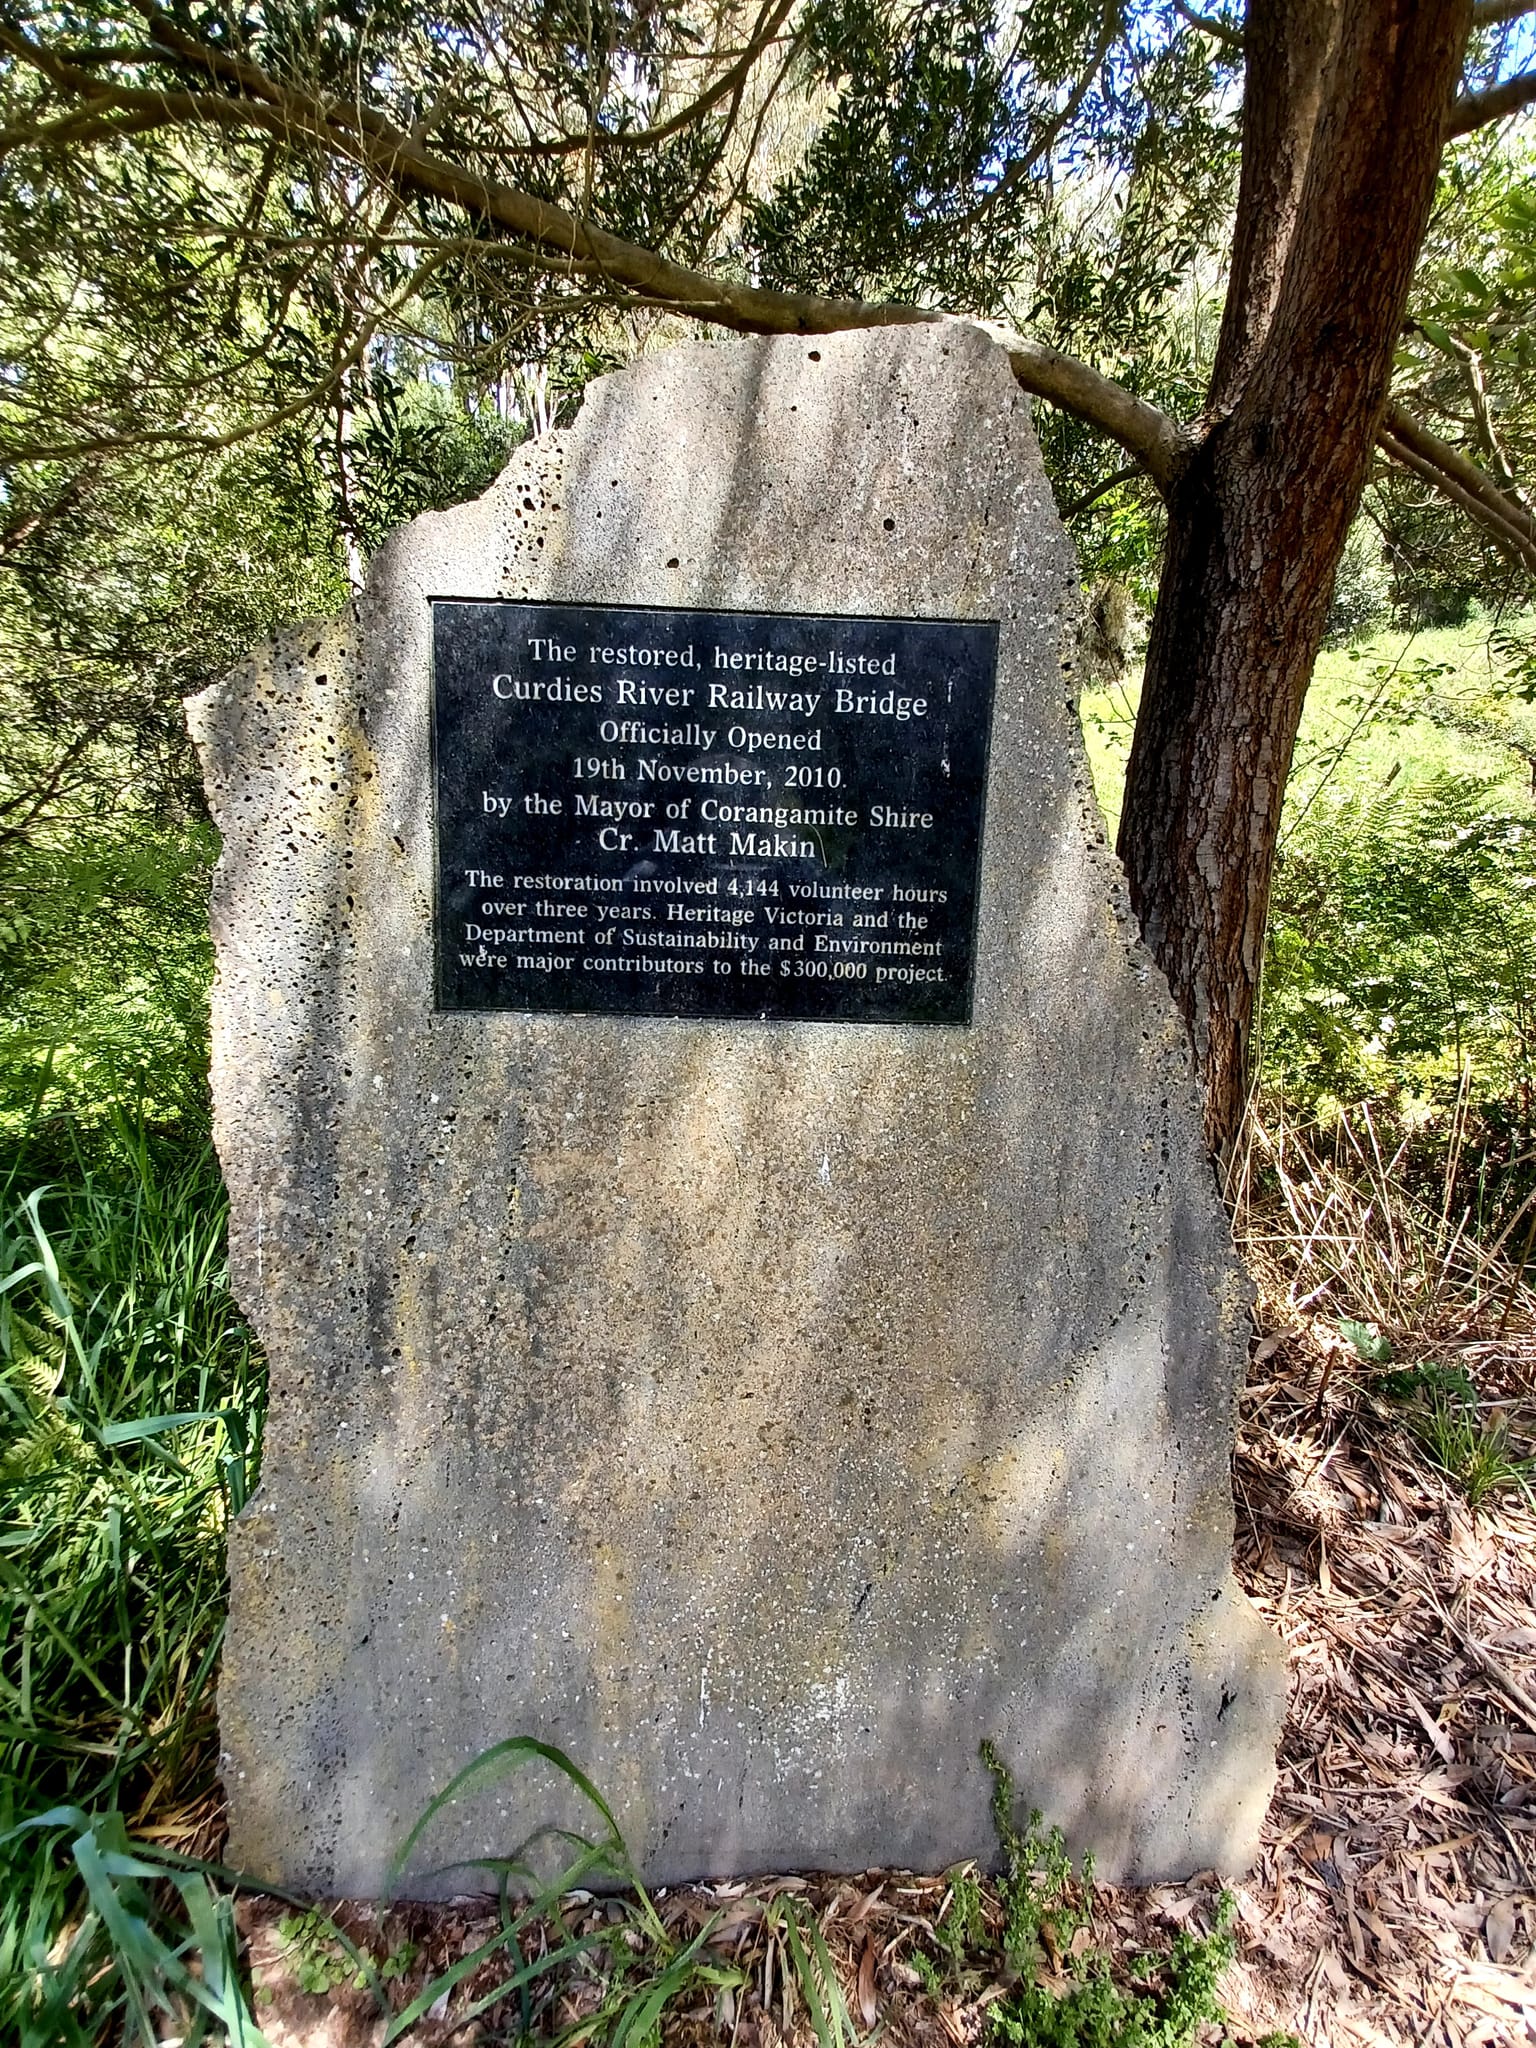 The restored, heritage-listed
Curdies River Railway Bridge
Officially Opened
19th November, 2010.
by the Mayor of Corangamite Shire
Cr. Matt Makin
The restoration involved 4,144 volunteer hours
over three years. Heritage Victoria and the
Department of Sustainability and Environment
were major contributors to the $300,000 project.